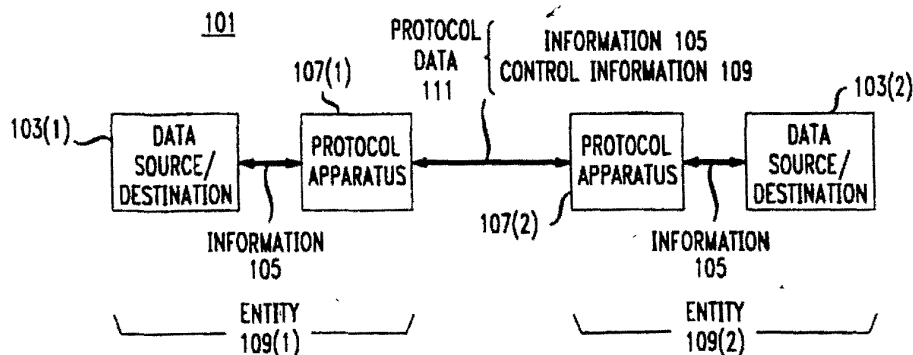 101
PROTOCOL
DATA
111
INFORMATION 105
CONTROL INFORMATION 109
107(1)
103(2)
103(1)
DATA
SOURCE/
DESTINATION
PROTOCOL
APPARATUS
PROTOCOL
APPARATUS
DATA
SOURCE/
DESTINATION
107(2)
INFORMATION
105
INFORMATION
105
ENTITY
109(1)
ENTITY
109(2)